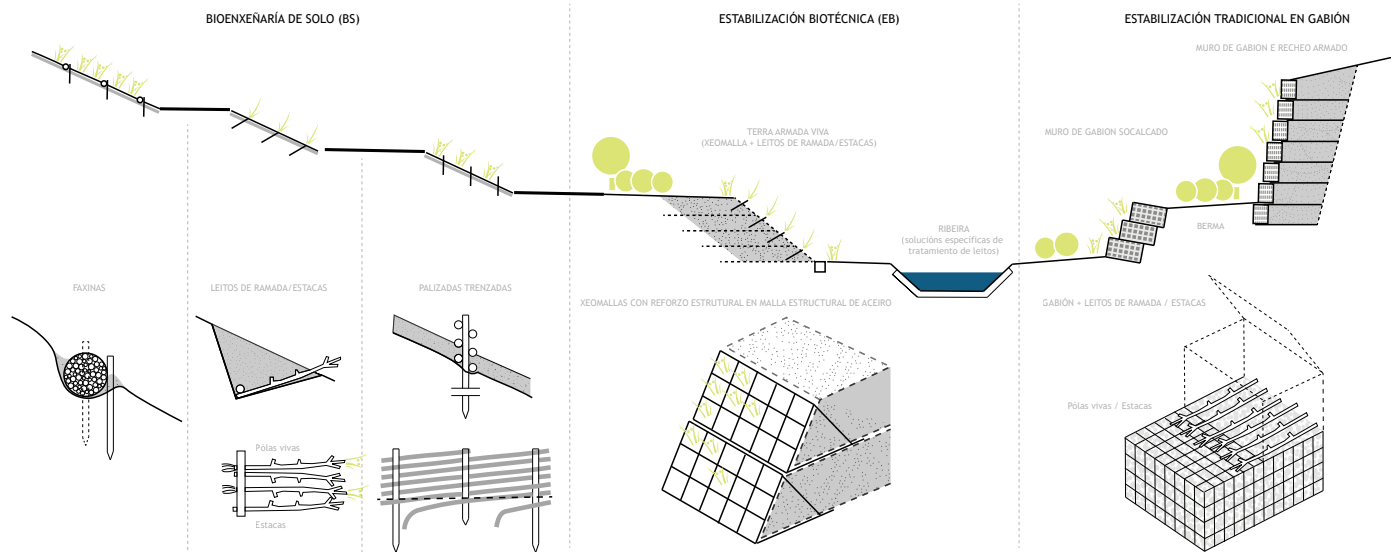 BIOENXEÑARÍA DE SOLO (BS)
ESTABILIZACIÓN BIOTÉCNICA (EB)
ESTABILIZACIÓN TRADICIONAL EN GABIÓN
MURO DE GABION E RECHEO ARMADO
TERRA ARMADA VIVA
(XEOMALLA + LEITOS DE RAMADA/ESTACAS)
MURO DE GABION SOCALCADO
RIBEIRA
(solucións específicas de
tratamiento de leitos)
BERMA
FAXINAS
LEITOS DE RAMADA/ESTACAS
PALIZADAS TRENZADAS
XEOMALLAS CON REFORZO ESTRUTURAL EN MALLA ESTRUCTURAL DE ACEIRO
GABIÓN + LEITOS DE RAMADA / ESTACAS
Pólas vivas
Estacas
Pólas vivas / Estacas